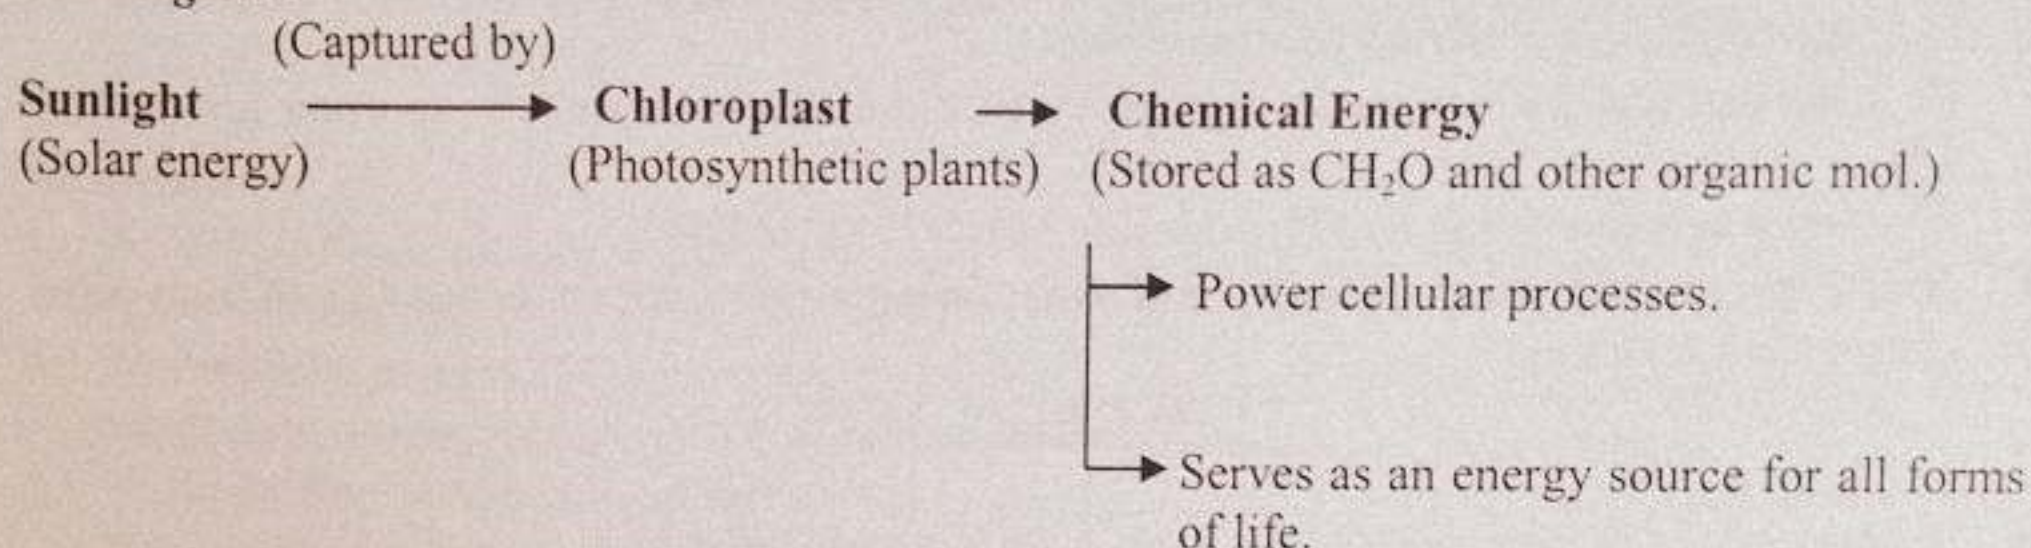 (Captured by)
Sunlight Chloroplast Chemical Energy
(Solar energy) (Photosynthetic plants) (Stored as CH₂O and other organic mol.)
Power cellular processes.
Serves as an energy source for all forms
of life.